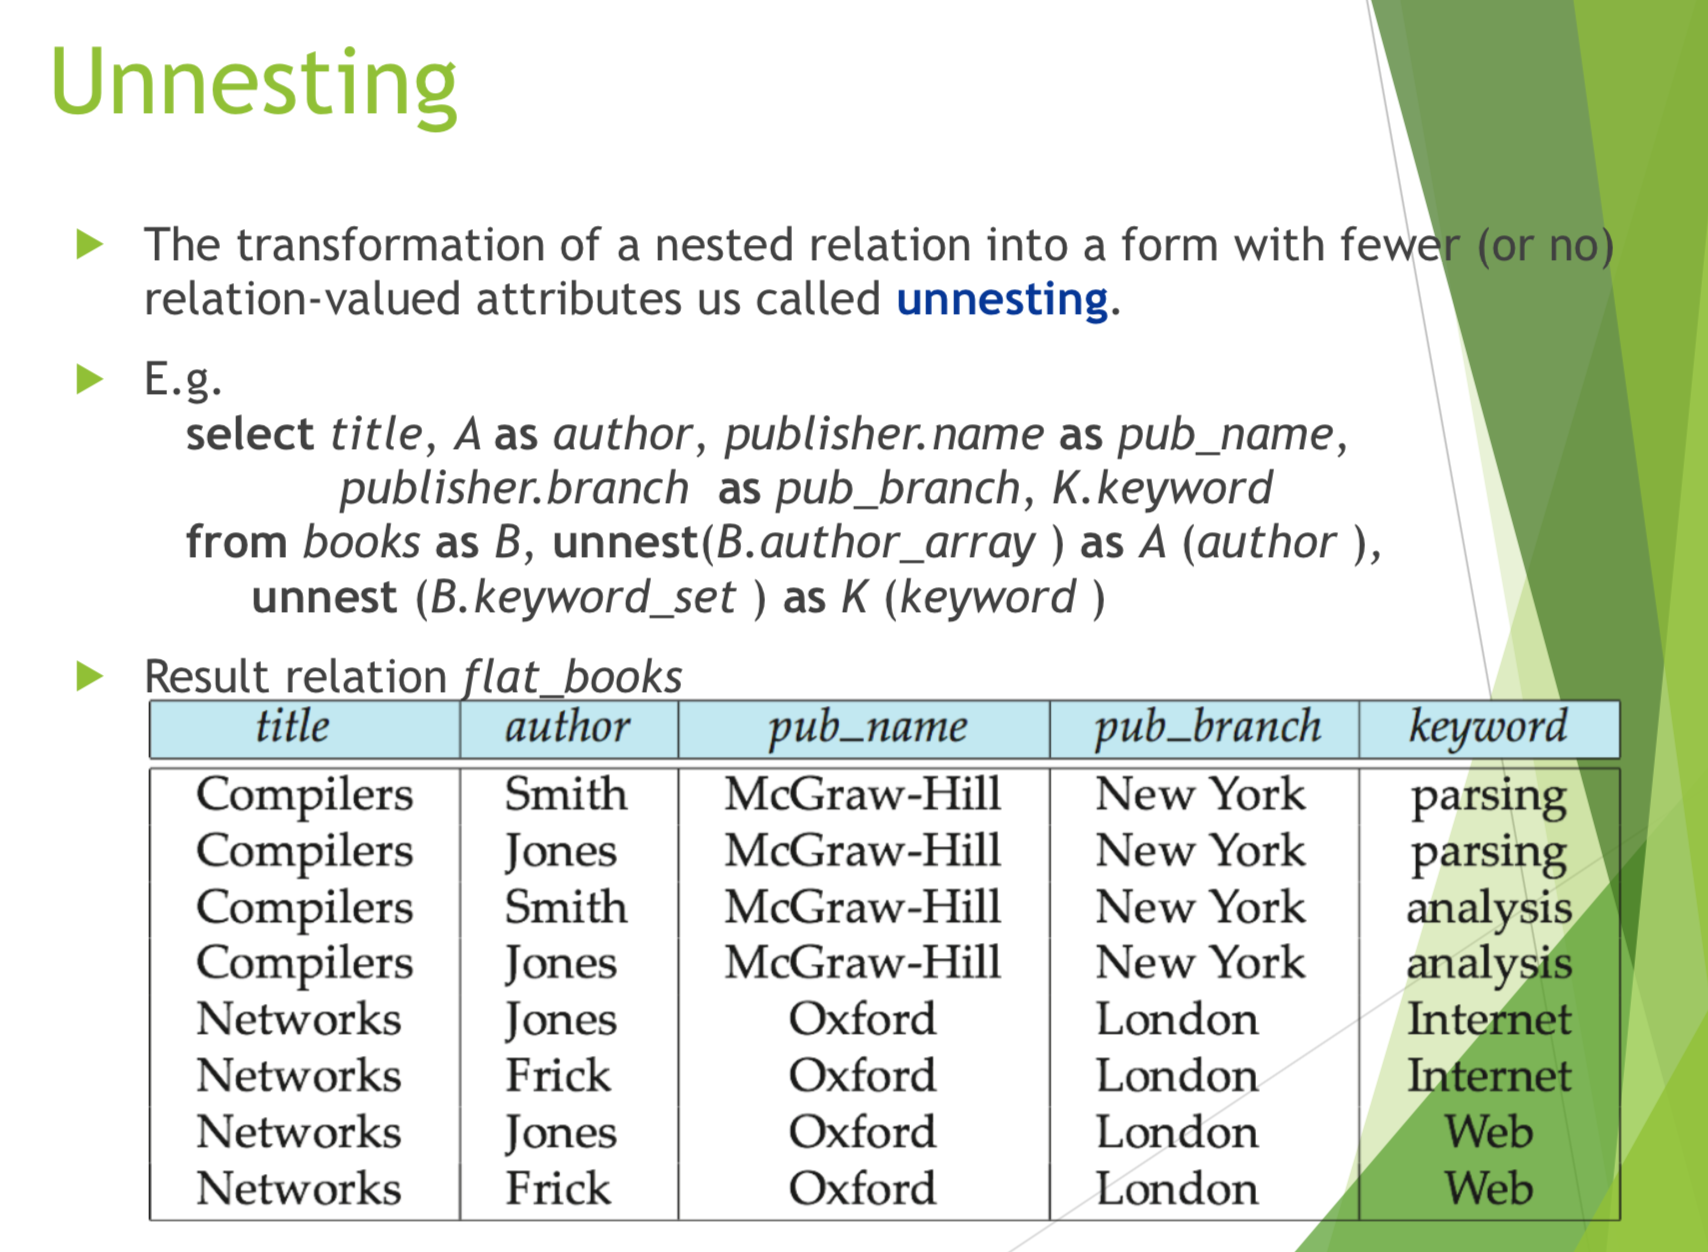 Unnesting
The transformation of a nested relation into a form with fewer (or no)
relation-valued attributes us called unnesting.
E.g.
select title, A as author, publisher.name as pub_name,
publisher.branch as pub_branch, K.keyword
from books as B, unnest(B.author_array ) as A (author ),
unnest (B.keyword_set ) as K (keyword )
Result relation flat_books
title author pub_name pub_branch keyword
Compilers Smith McGraw-Hill New York parsing
Compilers Jones McGraw-Hill New York parsing
Compilers Smith McGraw-Hill New York analysis
Compilers Jones McGraw-Hill New York analysis
Networks Jones Oxford London Internet
Networks Frick Oxford London Internet
Networks Jones Oxford London Web
Networks Frick Oxford London Web